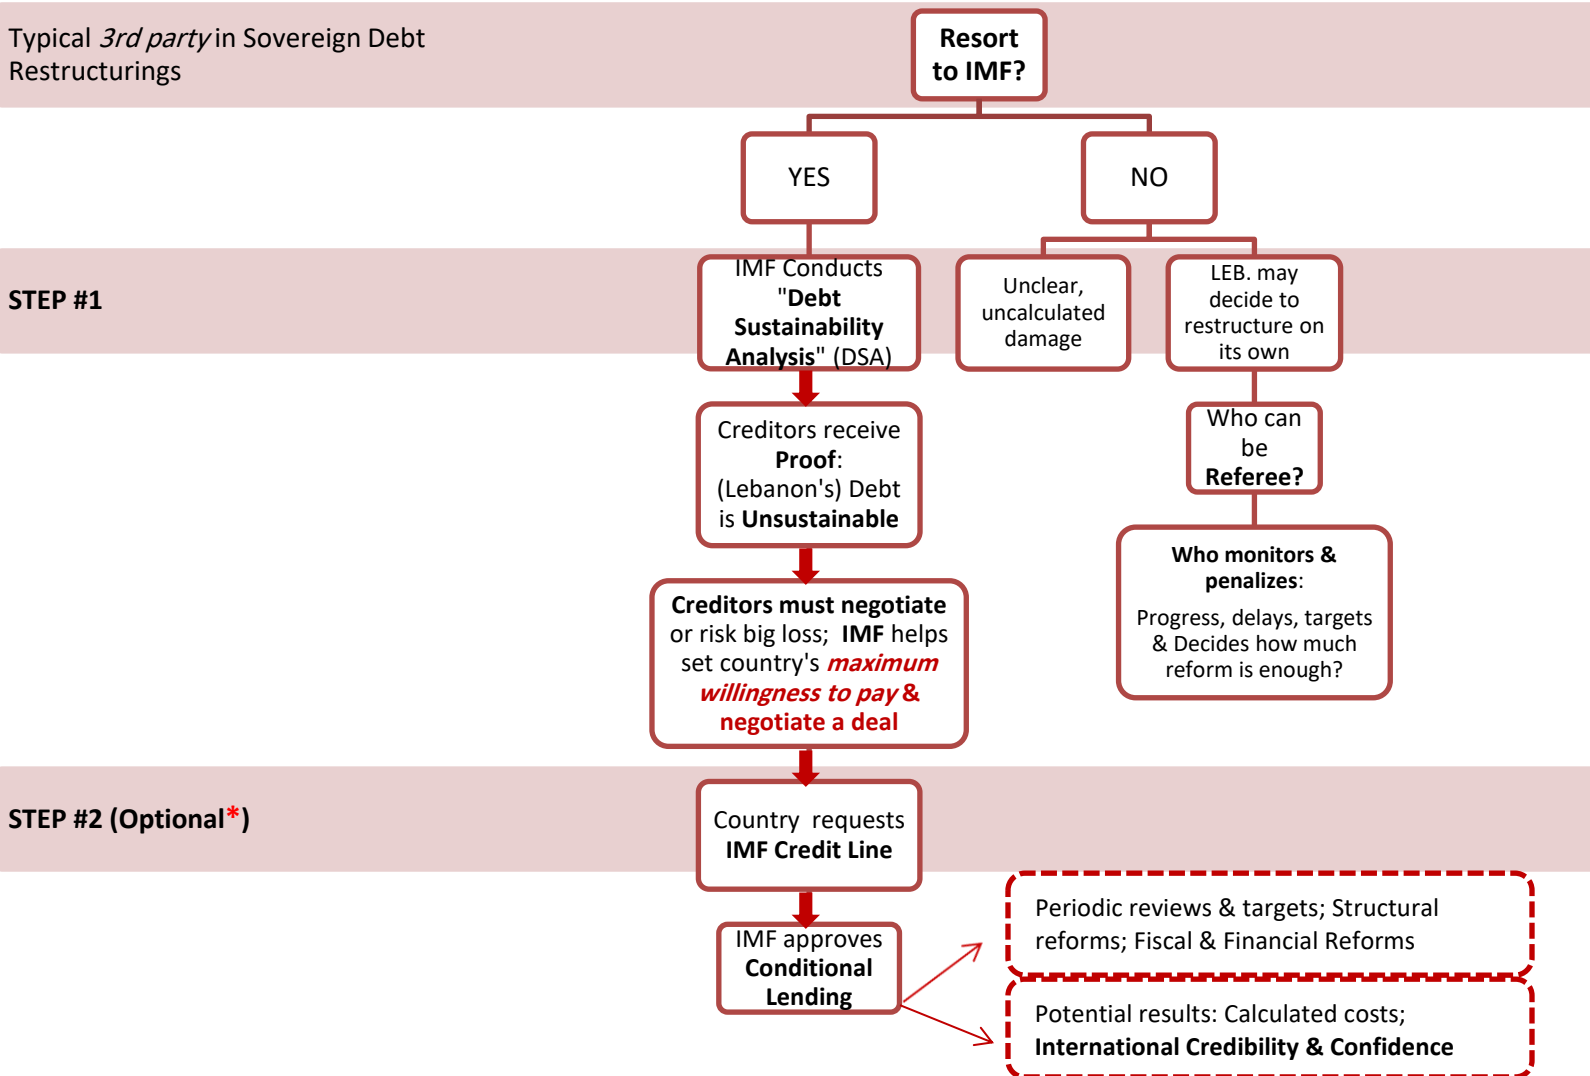 Typical 3rd party in Sovereign Debt
Restructurings
Resort
to IMF?
YES
NO
STEP #1
IMF Conducts
"Debt
Sustainability
Analysis" (DSA)
Unclear,
uncalculated
damage
LEB. may
decide to
restructure on
its own
Creditors receive
Proof:
(Lebanon's) Debt
is Unsustainable
Who can
be
Referee?
Creditors must negotiate
or risk big loss; IMF helps
set country's maximum
willingness to pay &
negotiate a deal
Who monitors &
penalizes:
Progress, delays, targets
& Decides how much
reform is enough?
STEP #2 (Optional*)
Country requests
IMF Credit Line
IMF approves
Conditional
Lending
Periodic reviews & targets; Structural
reforms; Fiscal & Financial Reforms
Potential results: Calculated costs;
International Credibility & Confidence